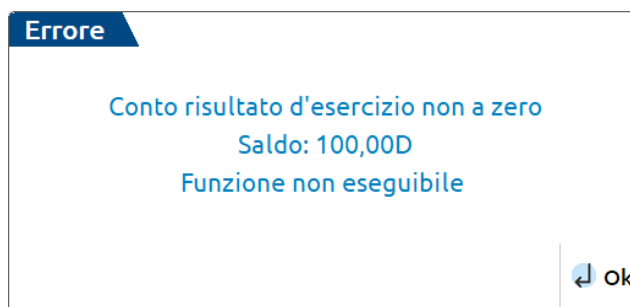 Errore
Conto risultato d'esercizio non a zero
Saldo: 100,00D
Funzione non eseguibile
Ok